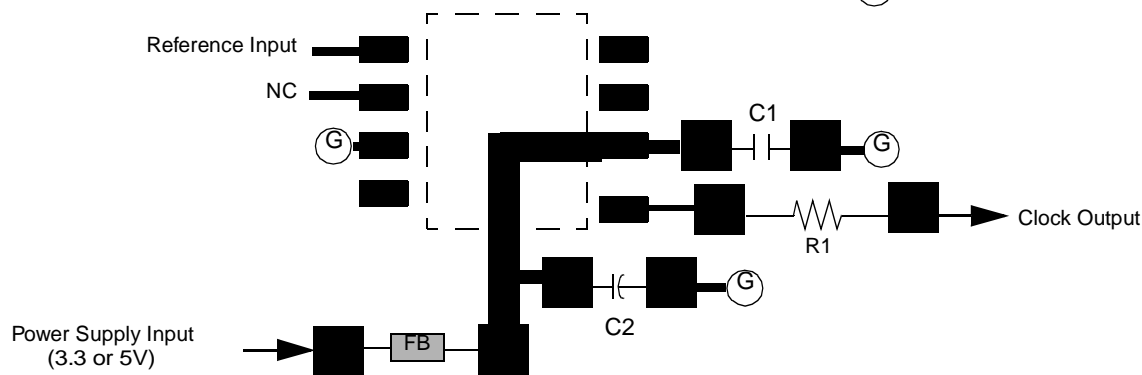 Reference Input
NC
G
C1
G
R1
Clock Output
G
C2
Power Supply Input
(3.3 or 5V)
FB